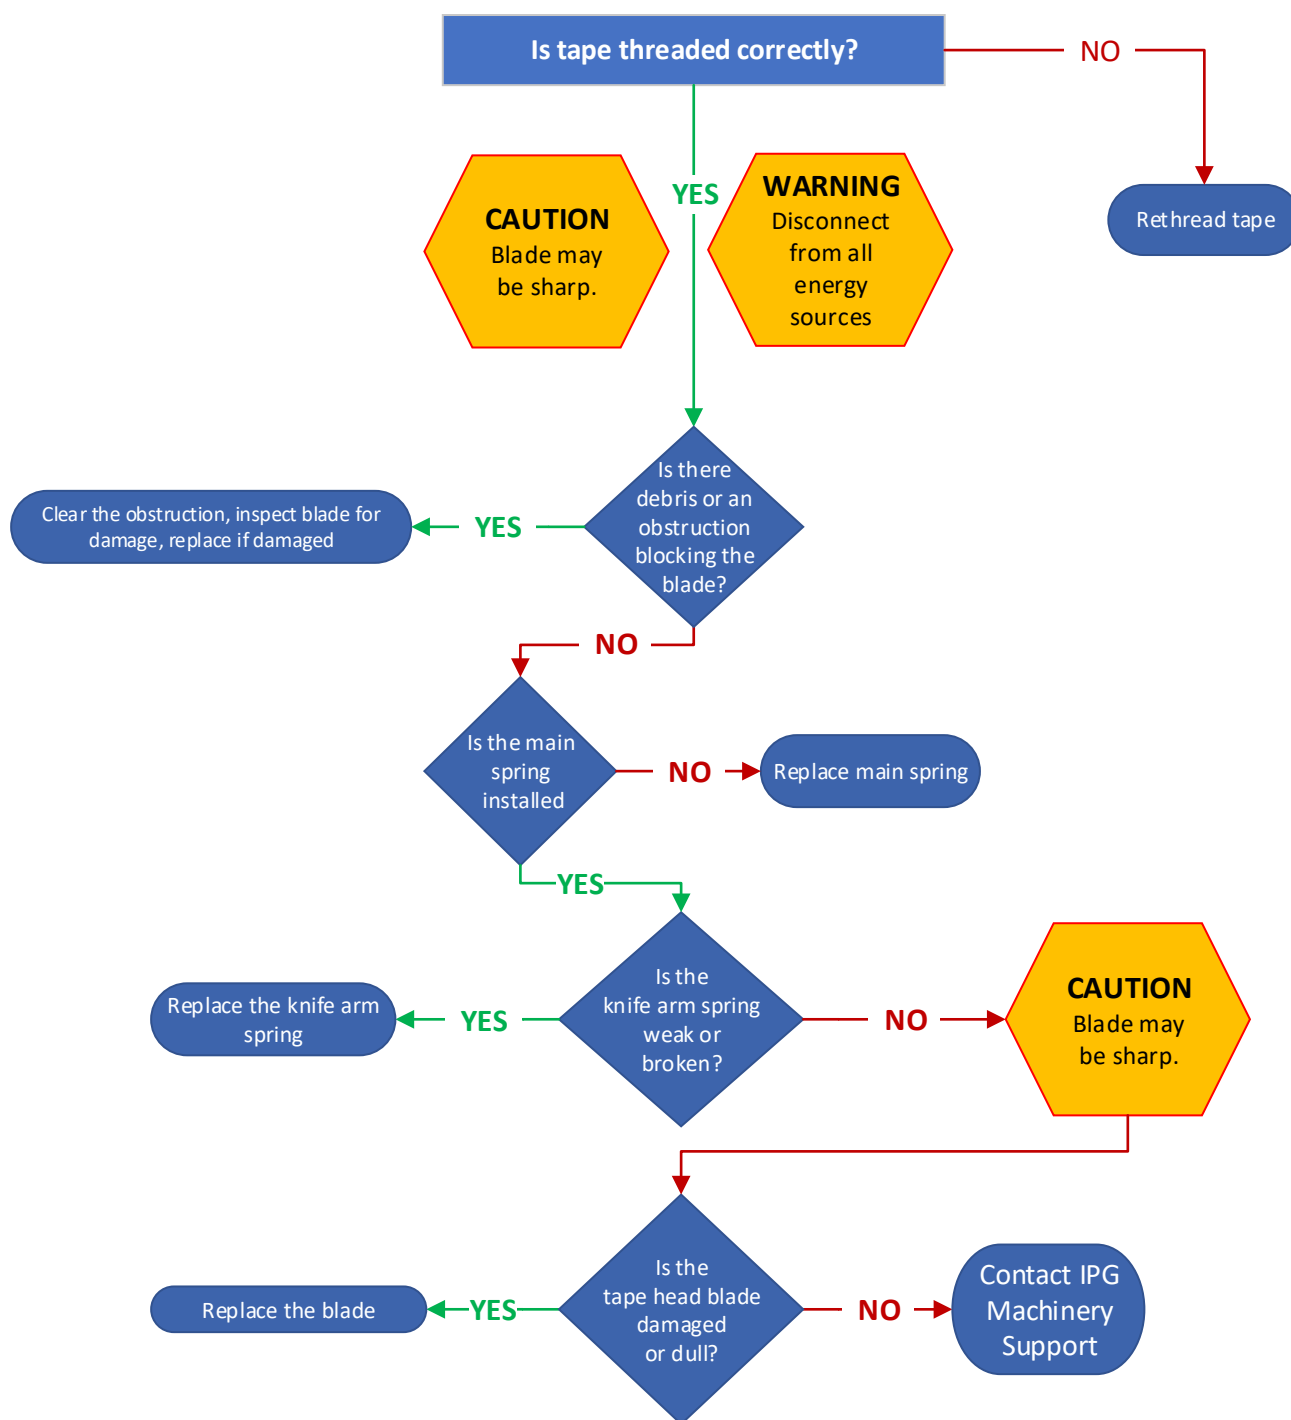 Is tape threaded correctly?
NO
Rethread tape
YES
CAUTION
Blade may
be sharp.
WARNING
Disconnect
from all
energy
sources
Is there
debris or an
obstruction
blocking the
blade?
YES
Clear the obstruction, inspect blade for
damage, replace if damaged
NO
Is the main
spring
installed
NO
Replace main spring
YES
Is the
knife arm spring
weak or
broken?
YES
Replace the knife arm
spring
NO
CAUTION
Blade may
be sharp.
Is the
tape head blade
damaged
or dull?
YES
Replace the blade
NO
Contact IPG
Machinery
Support